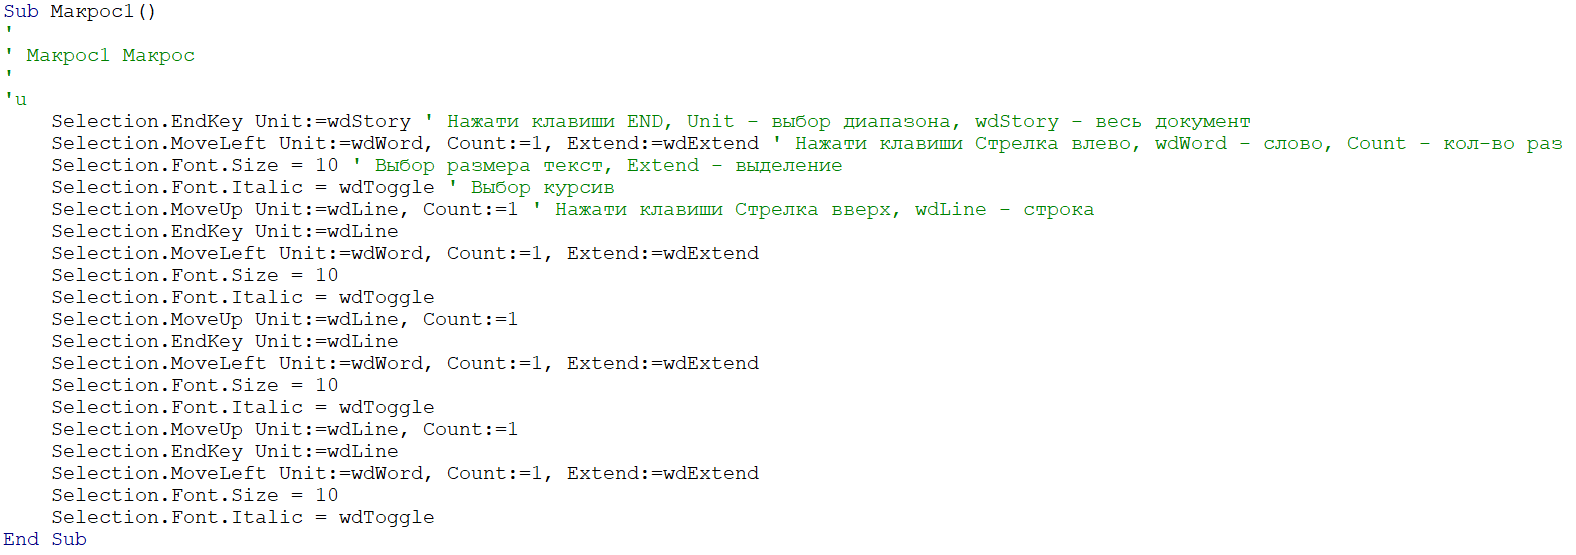 Sub Макрос1()
'
' Макрос1 Макрос
'
'u
Selection.EndKey Unit:=wdStory ' Нажати клавиши END, Unit - выбор диапазона, wdStory - весь документ
Selection.MoveLeft Unit:=wdWord, Count:=1, Extend:=wdExtend ' Нажати клавиши Стрелка влево, wdWord - слово, Count - кол-во раз
Selection.Font.Size = 10 ' Выбор размера текст, Extend - выделение
Selection.Font.Italic = wdToggle ' Выбор курсив
Selection.MoveUp Unit:=wdLine, Count:=1 ' Нажати клавиши Стрелка вверх, wdLine - строка
Selection.EndKey Unit:=wdLine
Selection.MoveLeft Unit:=wdWord, Count:=1, Extend:=wdExtend
Selection.Font.Size = 10
Selection.Font.Italic = wdToggle
Selection.MoveUp Unit:=wdLine, Count:=1
Selection.EndKey Unit:=wdLine
Selection.MoveLeft Unit:=wdWord, Count:=1, Extend:=wdExtend
Selection.Font.Size = 10
Selection.Font.Italic = wdToggle
Selection.MoveUp Unit:=wdLine, Count:=1
Selection.EndKey Unit:=wdLine
Selection.MoveLeft Unit:=wdWord, Count:=1, Extend:=wdExtend
Selection.Font.Size = 10
Selection.Font.Italic = wdToggle
End Sub